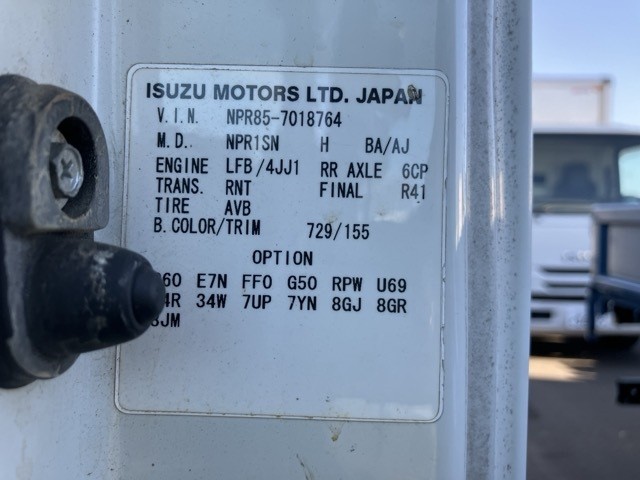 ISUZU MOTORS LTD. JAPAN
V.I.N. NPR85-7018764
M.D. NPR1SN H BA/AJ
ENGINE LFB/4JJ1 RR AXLE 6CP
TRANS. RNT FINAL R41
TIRE AVB
B.COLOR/TRIM 729/155
OPTION
E7N FF0 G50 RPW U69
34W 7UP 7YN 8GJ 8GR